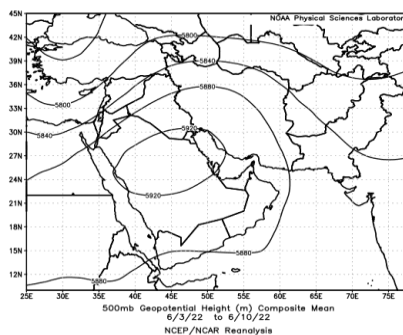 NOAA Physical Sciences Laborator
45N
42N
39N
36N
33N
30N
27N
24N
21N
18N
15N
12N
5800
5840
5880
5800
5840
5920
5920
5880
5880
25E
30E
35E
40E
45E
50E
55E
60E
65E
70E
75E
500mb Geopotential Height (m) Composite Mean
6/3/22 to 6/10/22
NCEP/NCAR Reanalysis